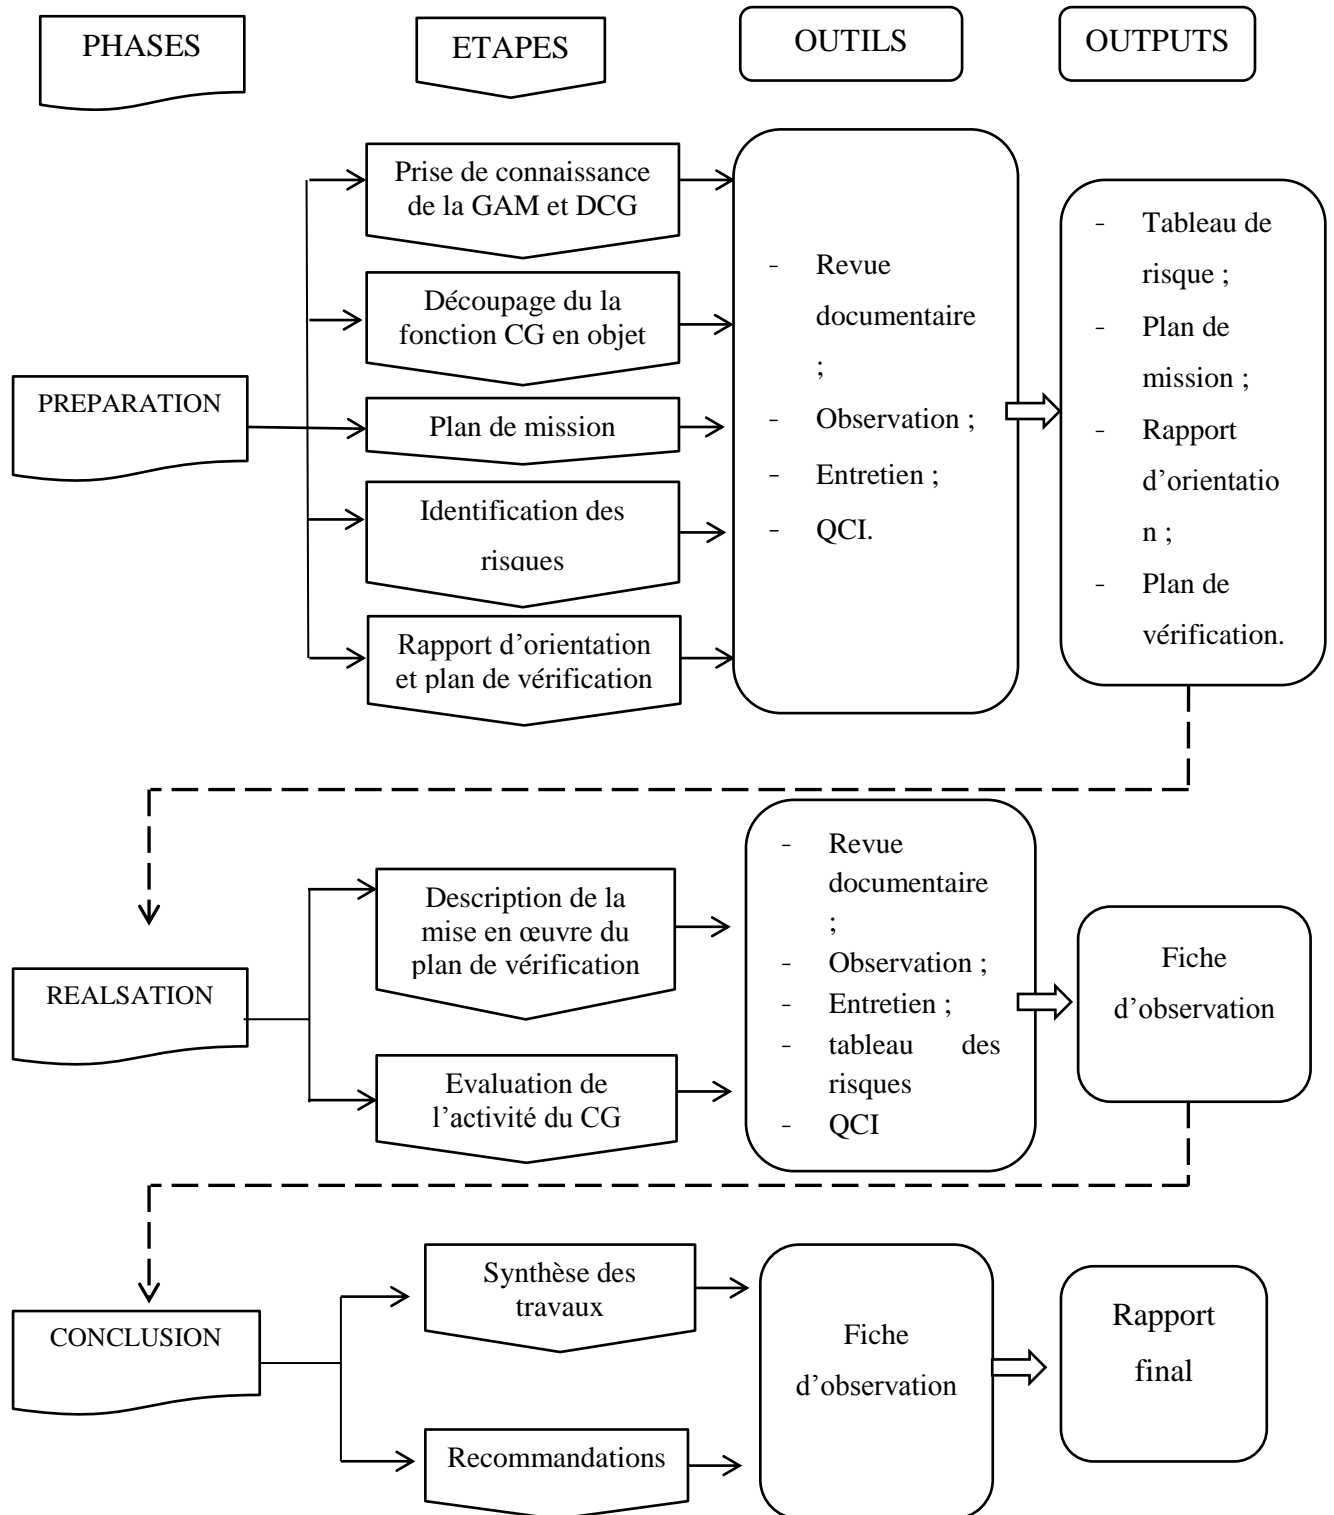 PHASES
ETAPES
OUTILS
OUTPUTS
PREPARATION
Prise de connaissance
de la GAM et DCG
Découpage du la
fonction CG en objet
Plan de mission
Identification des
risques
Rapport d’orientation
et plan de vérification
- Revue
documentaire
;
- Observation ;
- Entretien ;
- QCI.
- Tableau de
risque ;
- Plan de
mission ;
- Rapport
d’orientatio
n ;
- Plan de
vérification.
REALSATION
Description de la
mise en œuvre du
plan de vérification
Evaluation de
l’activité du CG
- Revue
documentaire
;
- Observation ;
- Entretien ;
- tableau des
risques
- QCI
Fiche
d’observation
CONCLUSION
Synthèse des
travaux
Recommandations
Fiche
d’observation
Rapport
final